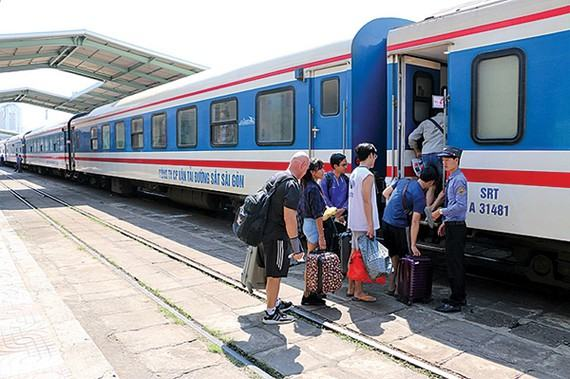 CÔNG TY CP VẬN TẢI ĐƯỜNG SẮT SÀI GÒN
SRT
A 31481